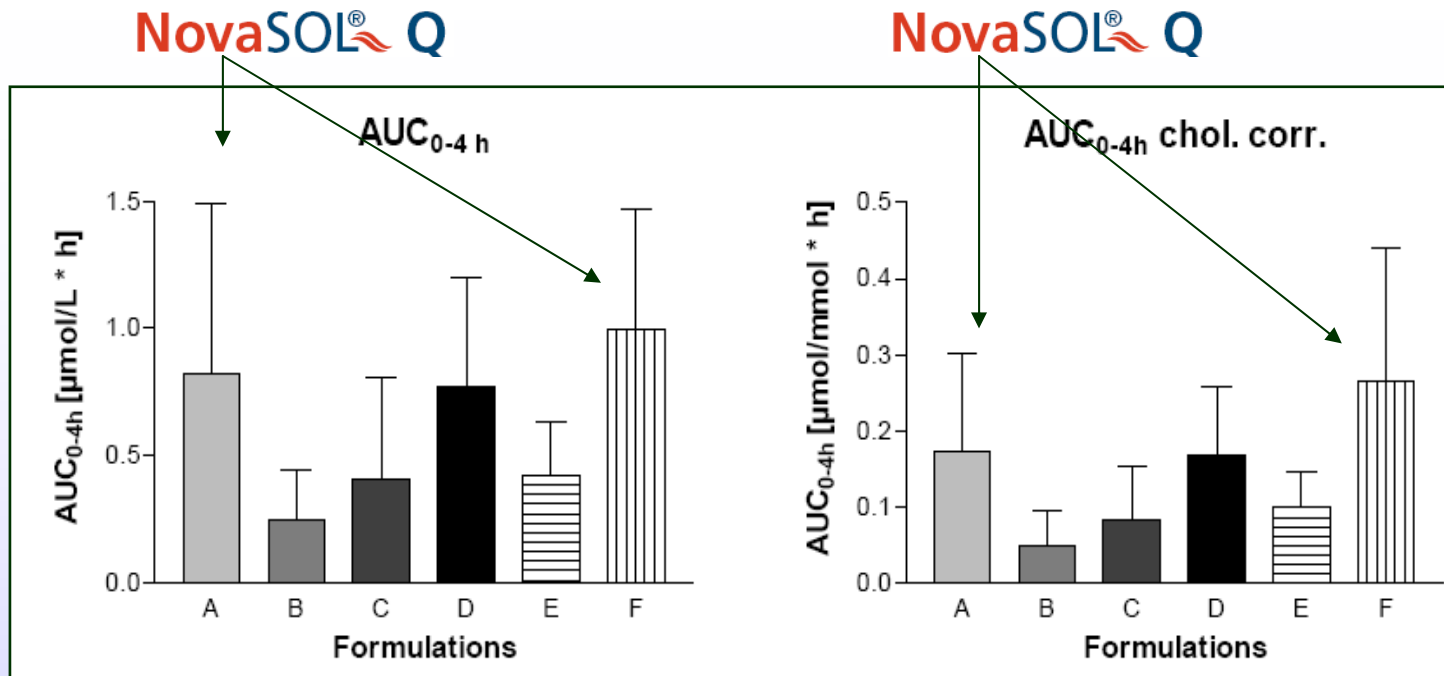 NovaSOL® Q
NovaSOL® Q
AUC0-4 h
AUC0-4h [µmol/L * h]
1.5
1.0
0.5
0.0
A B C D E F
Formulations
AUC0-4h chol. corr.
AUC0-4h [µmol/mmol * h]
0.5
0.4
0.3
0.2
0.1
0.0
A B C D E F
Formulations